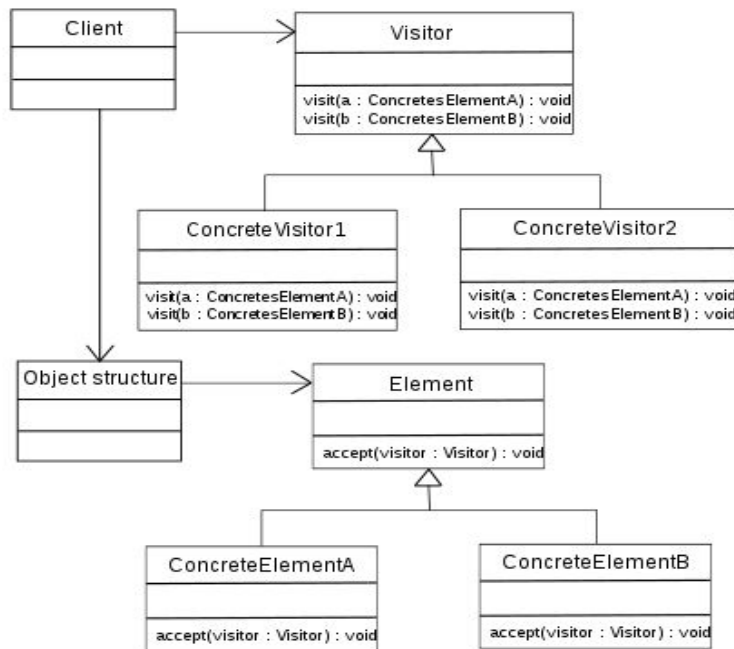 Client
Visitor
visit(a : ConcretesElementA) : void
visit(b : ConcretesElementB) : void
ConcreteVisitor1
visit(a : ConcretesElementA) : void
visit(b : ConcretesElementB) : void
ConcreteVisitor2
visit(a : ConcretesElementA) : void
visit(b : ConcretesElementB) : void
Object structure
Element
accept(visitor : Visitor) : void
ConcreteElementA
accept(visitor : Visitor) : void
ConcreteElementB
accept(visitor : Visitor) : void